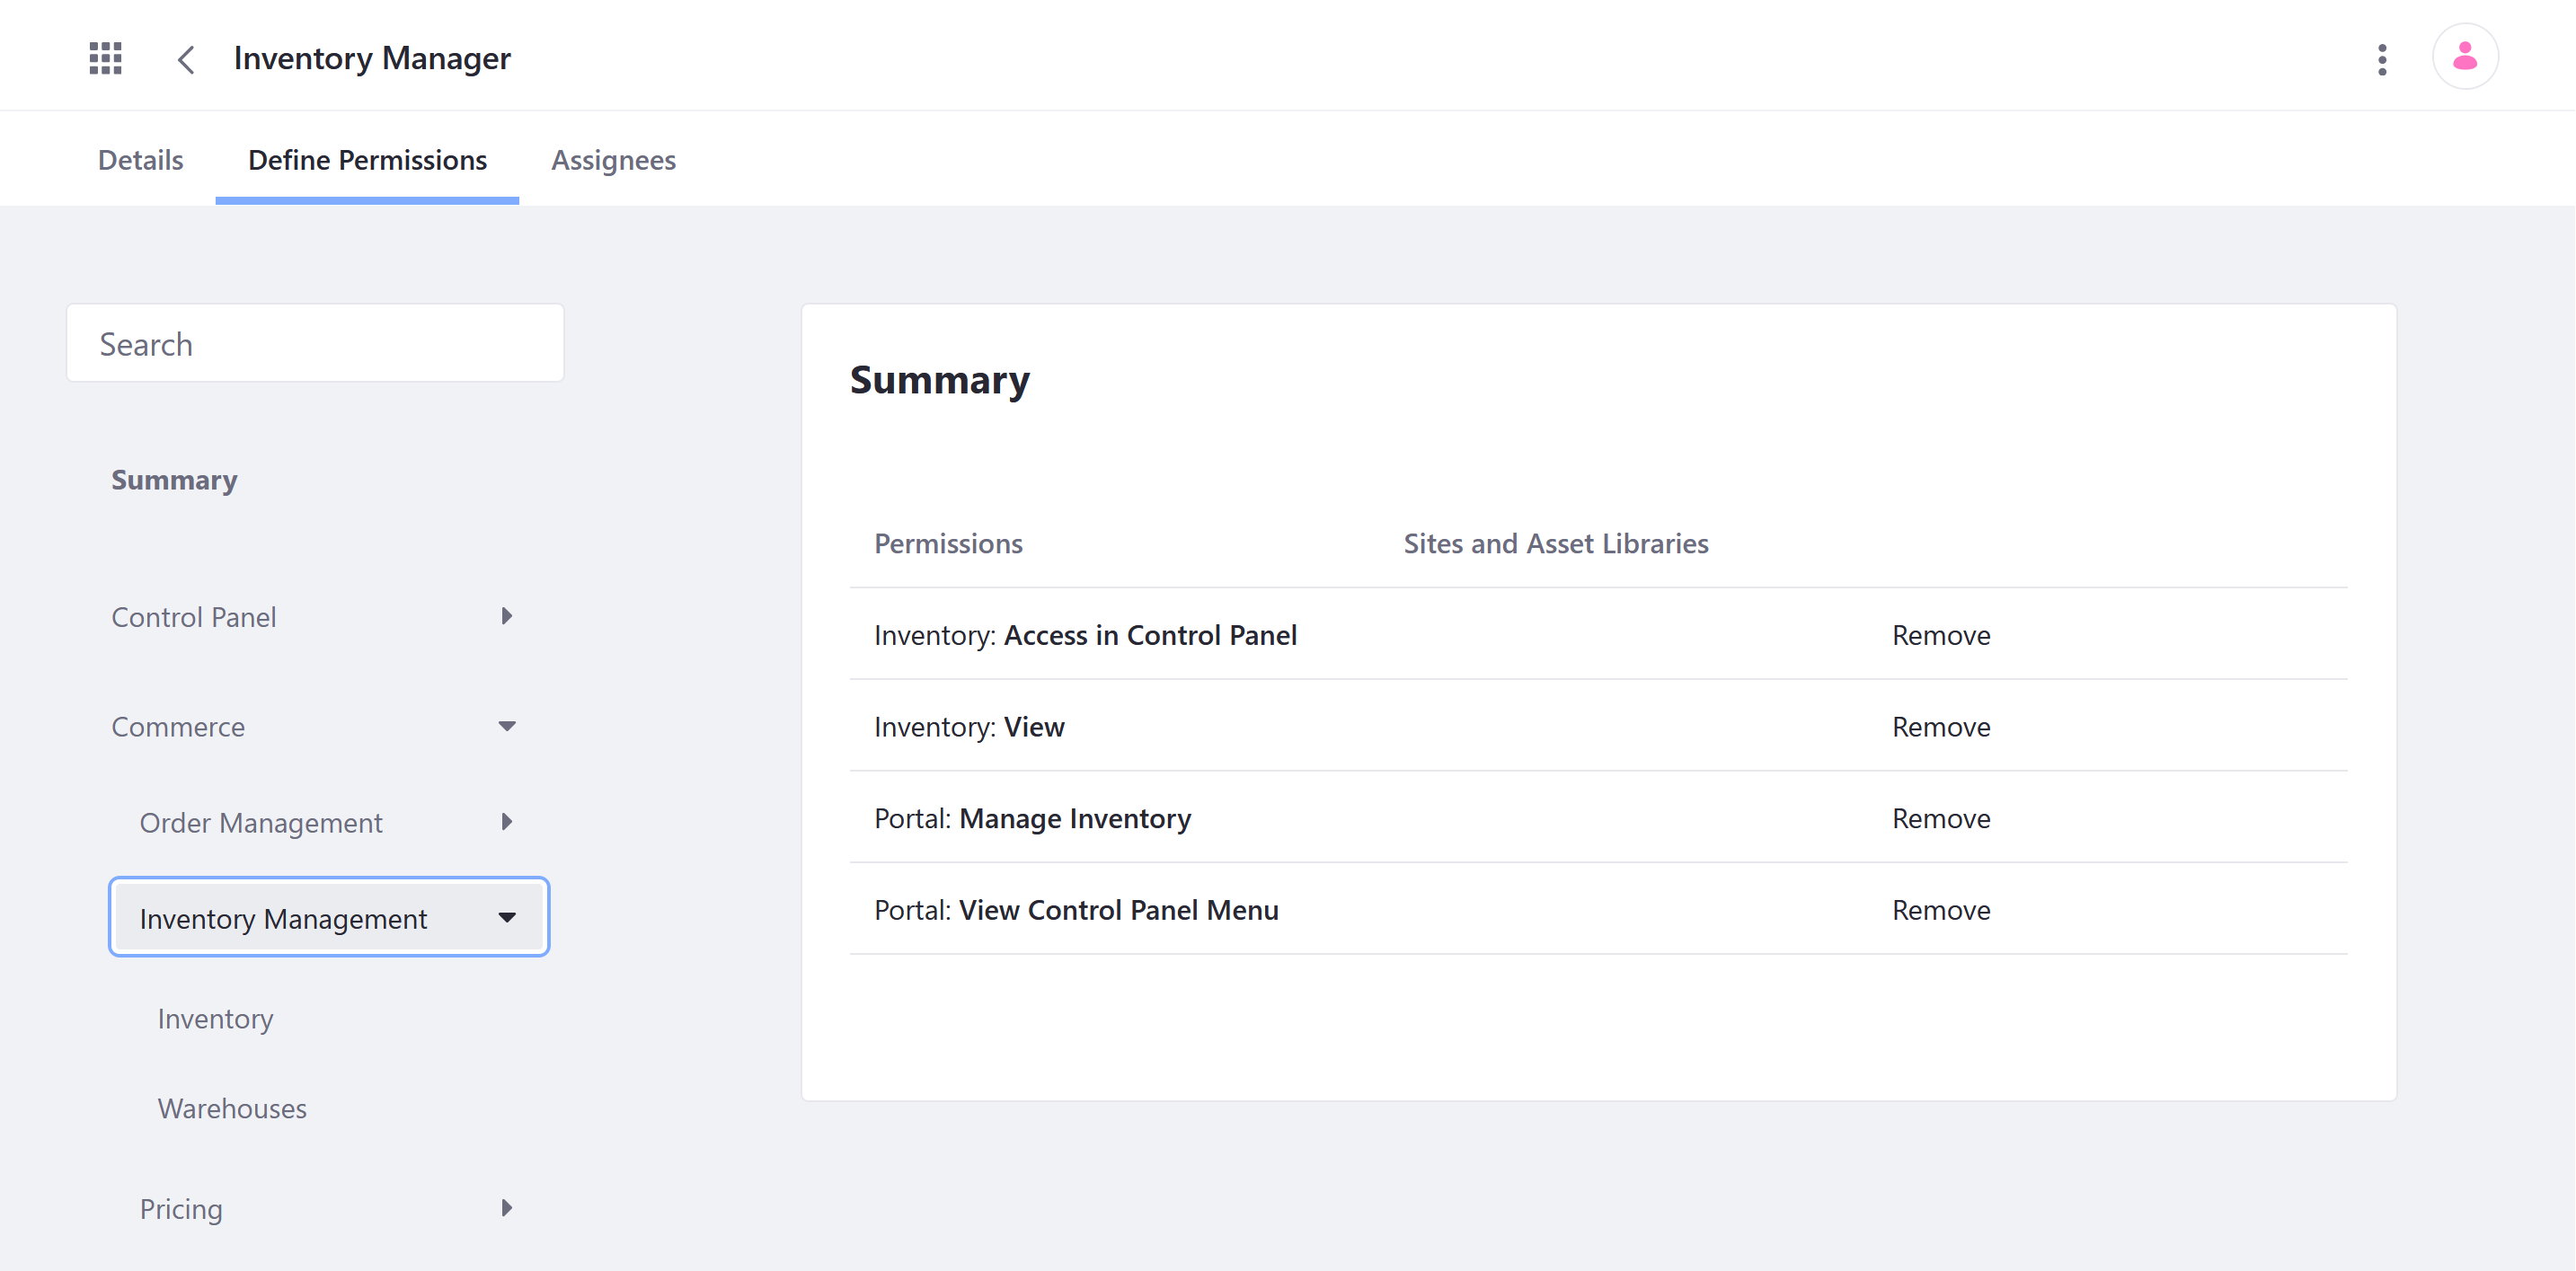 Inventory Manager
Details Define Permissions Assignees
Search
Summary
Control Panel
Commerce
Order Management
Inventory Management
Inventory
Warehouses
Pricing
Summary
Permissions Sites and Asset Libraries
Inventory: Access in Control Panel Remove
Inventory: View Remove
Portal: Manage Inventory Remove
Portal: View Control Panel Menu Remove